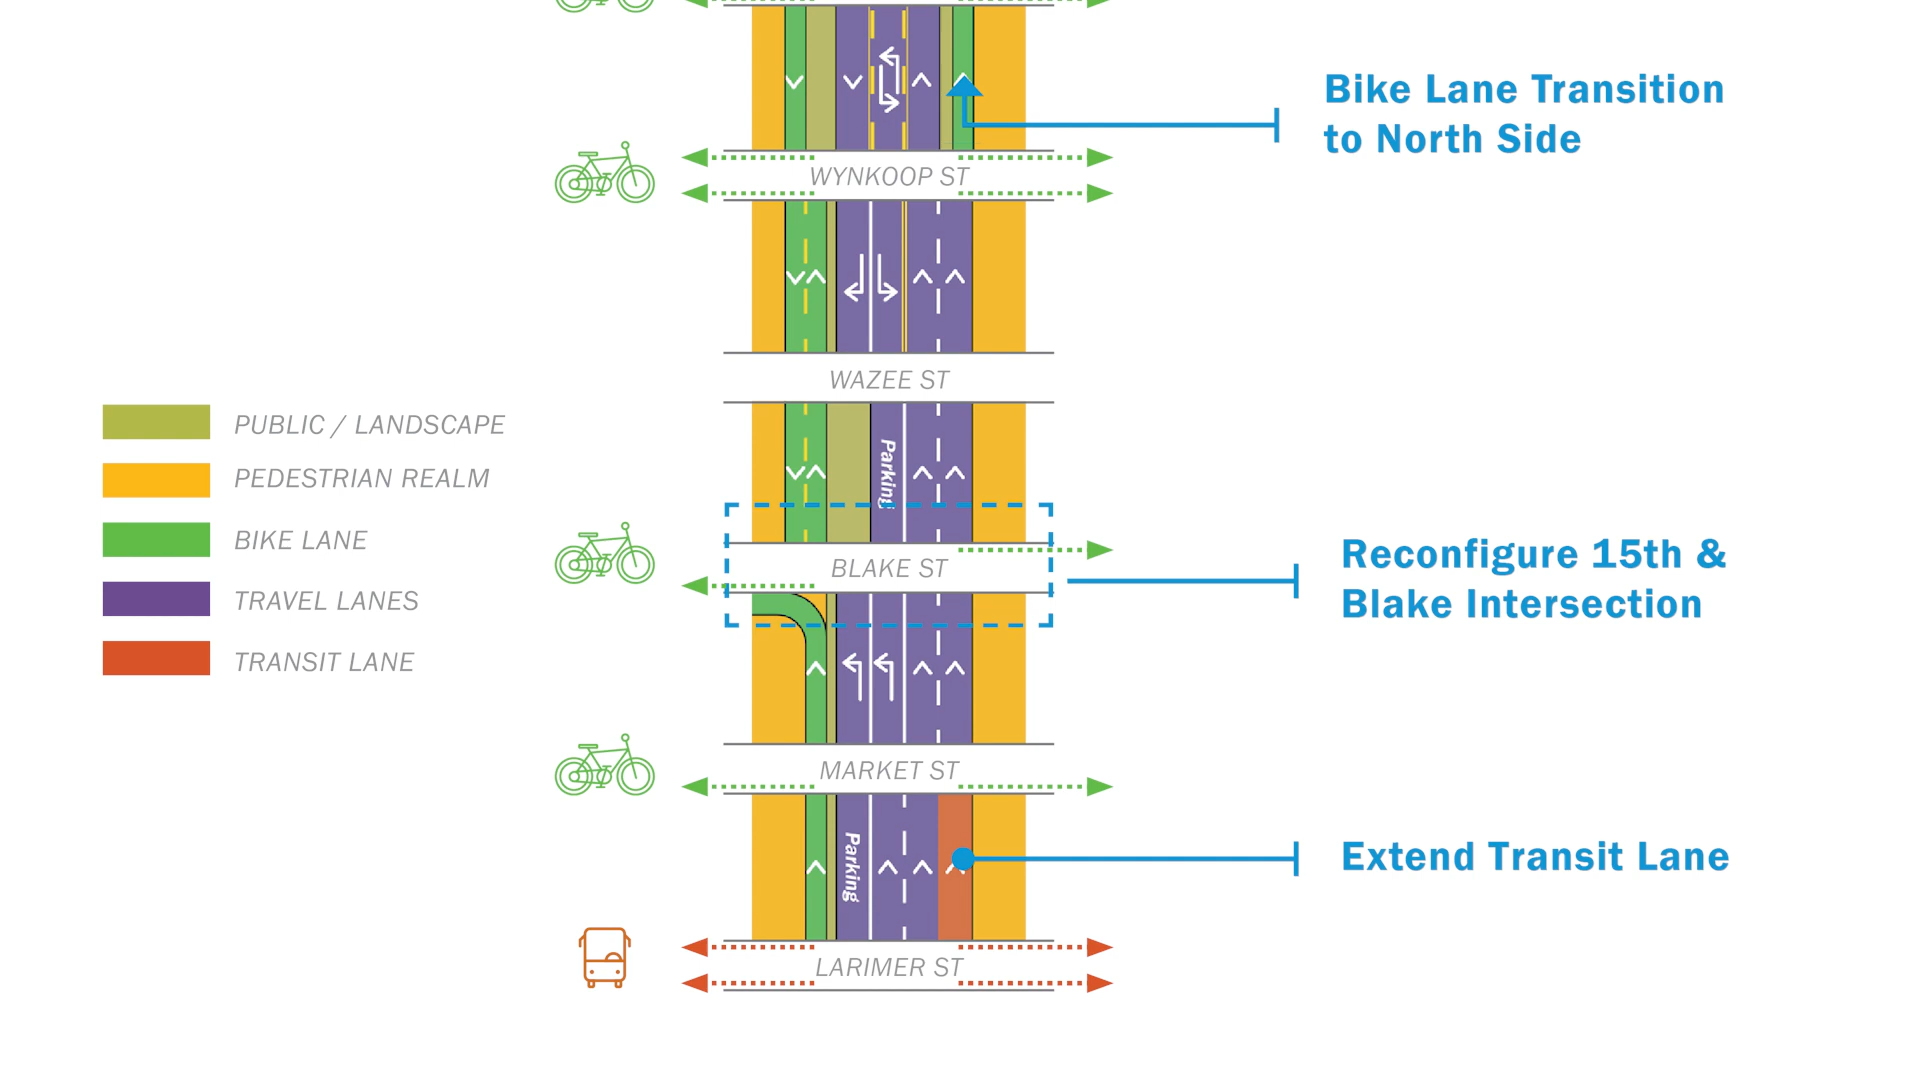 Bike Lane Transition
to North Side
WYNKOOP ST
WAZEE ST
PUBLIC / LANDSCAPE
PEDESTRIAN REALM
BIKE LANE
TRAVEL LANES
TRANSIT LANE
Parking
BLAKE ST
Reconfigure 15th &
Blake Intersection
MARKET ST
Parking
Extend Transit Lane
LARIMER ST